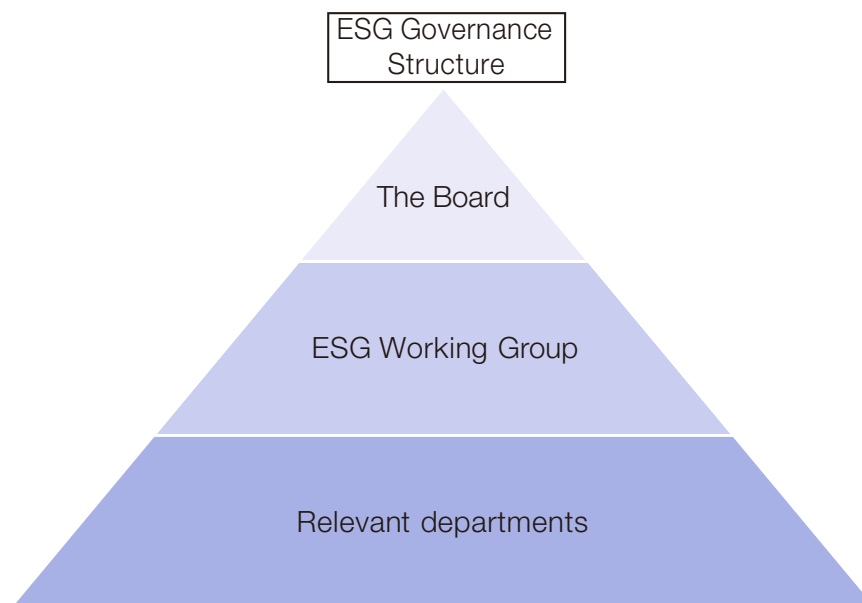 ESG Governance
Structure
The Board
ESG Working Group
Relevant departments